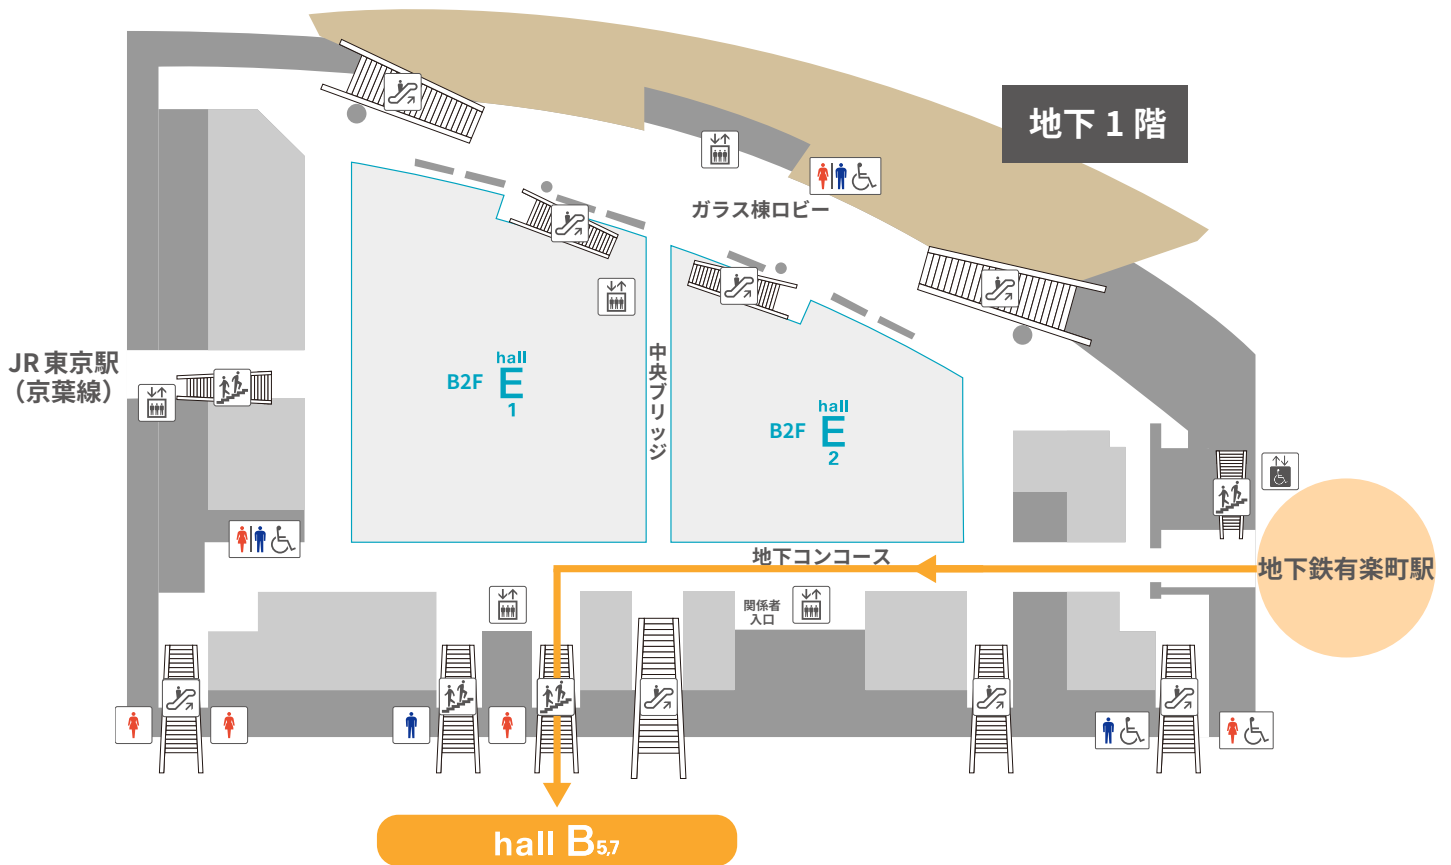 地下1階
ガラス棟ロビー
JR東京駅
（京葉線）
hall
B2F E
1
中央ブリッジ
hall
B2F E
2
地下コンコース
地下鉄有楽町駅
関係者
入口
hall B5,7